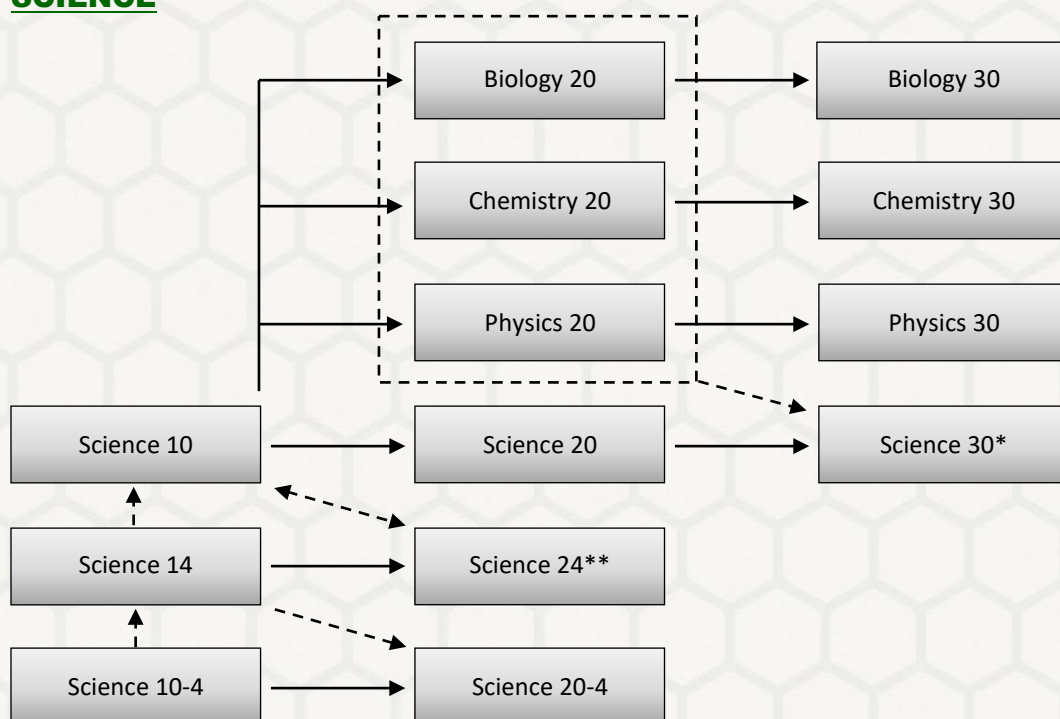 SCIENCE
Biology 20
Biology 30
Chemistry 20
Chemistry 30
Physics 20
Physics 30
Science 10
Science 20
Science 30*
Science 14
Science 24**
Science 10-4
Science 20-4